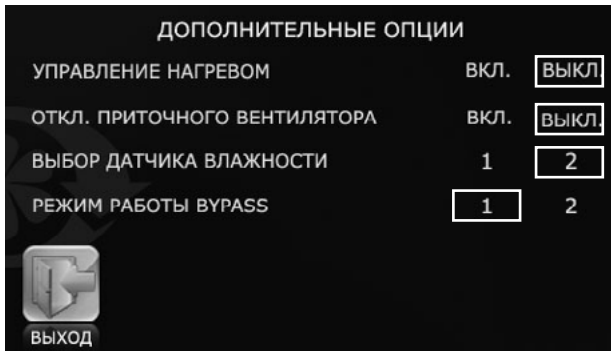 ДОПОЛНИТЕЛЬНЫЕ ОПЦИИ
УПРАВЛЕНИЕ НАГРЕВОМ ВКЛ. ВЫКЛ.
ОТКЛ. ПРИТОЧНОГО ВЕНТИЛЯТОРА ВКЛ. ВЫКЛ.
ВЫБОР ДАТЧИКА ВЛАЖНОСТИ 1 2
РЕЖИМ РАБОТЫ BYPASS 1 2
ВЫХОД